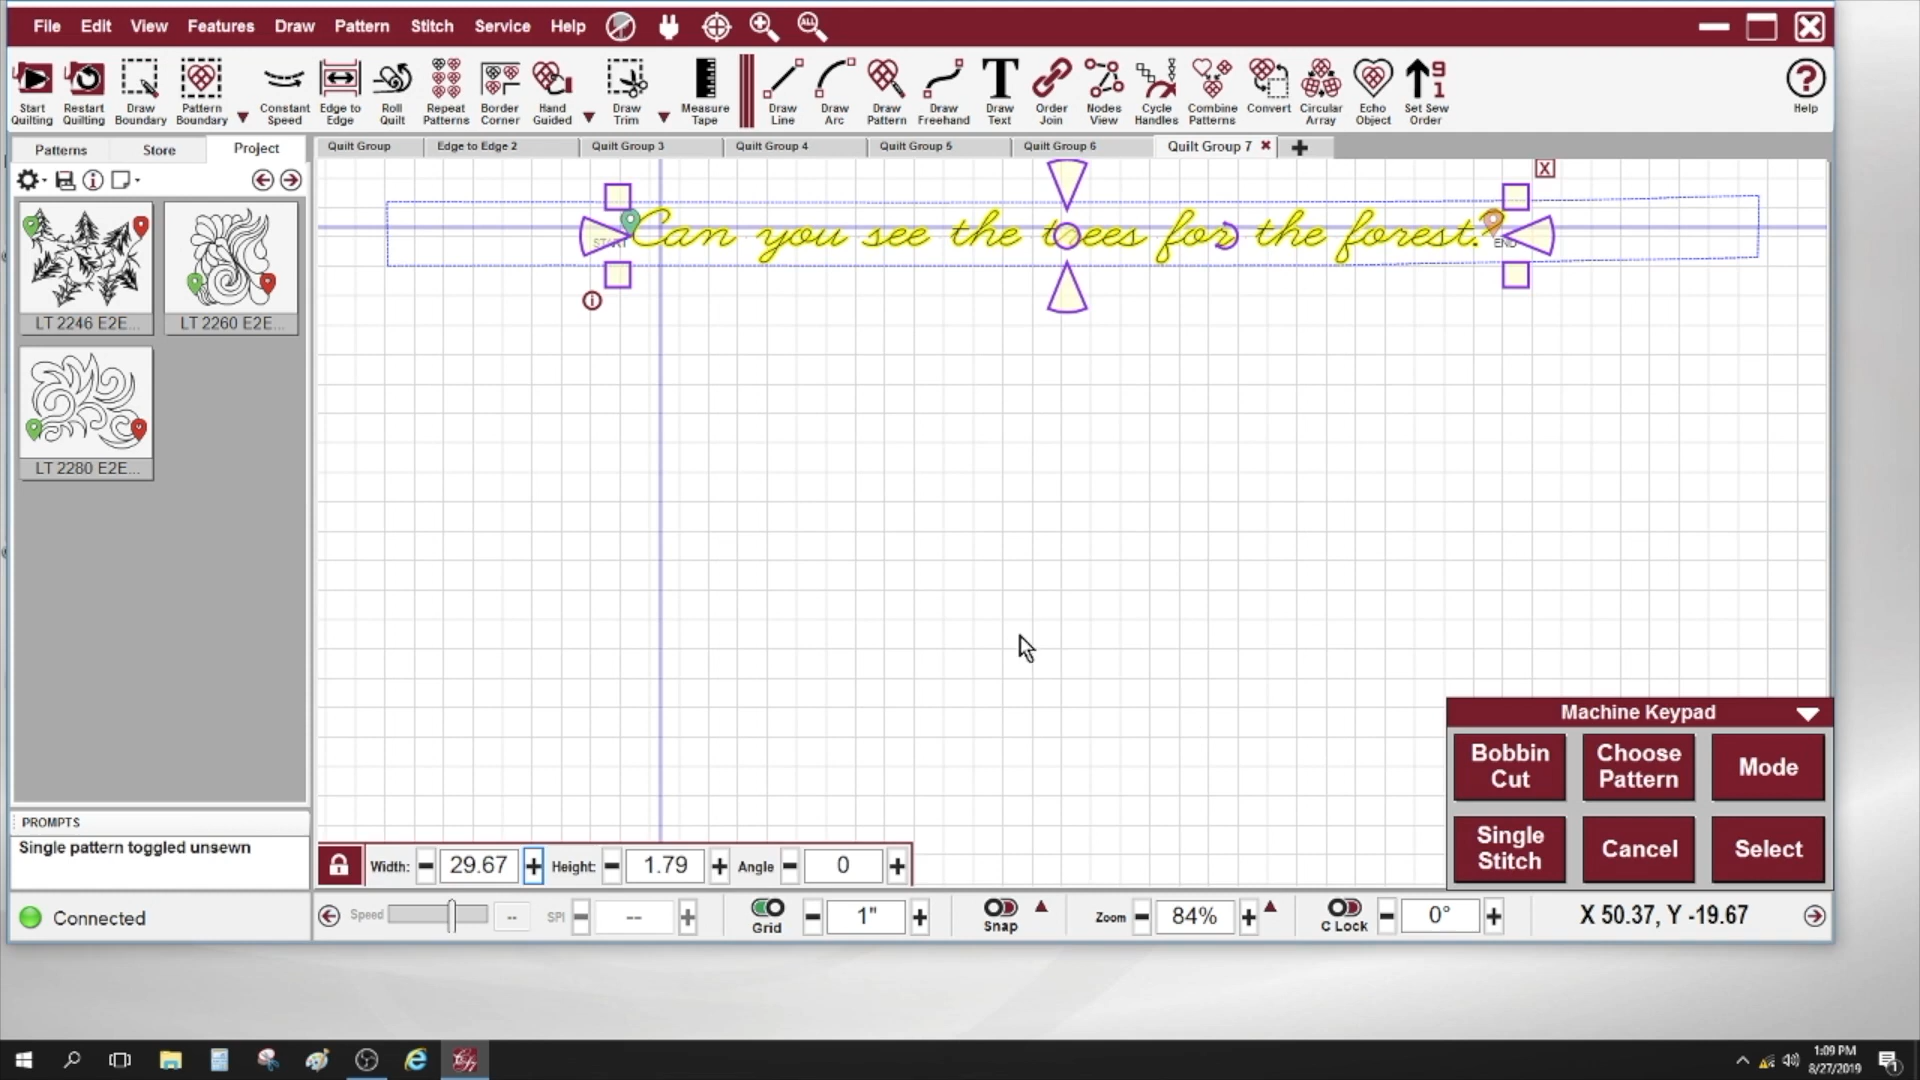 File Edit View Features Draw Pattern Stitch Service Help ALL
Start Quilting Restart Quilting Draw Boundary Pattern Boundary Constant Speed Edge to Edge Roll Quilt Repeat Patterns Border Corner Hand Guided Draw Trim Measure Tape Draw Line Draw Arc Draw Pattern Draw Freehand Draw Text Order Join Nodes View Cycle Handles Combine Patterns Convert Circular Array Echo Object Set Sew Order Help
Patterns Store Project
Quilt Group Edge to Edge 2 Quilt Group 3 Quilt Group 4 Quilt Group 5 Quilt Group 6 Quilt Group 7
START Can you see the trees for the forest.? END
LT 2246 E2E... LT 2260 E2E...
LT 2280 E2E...
Machine Keypad
Bobbin Cut Choose Pattern Mode
Single Stitch Cancel Select
PROMPTS
Single pattern toggled unsewn
Width: 29.67 Height: 1.79 Angle 0
Connected
Speed -- SPI -- Grid 1" Snap Zoom 84% C Lock 0° X 50.37, Y -19.67
1:09 PM
8/27/2019